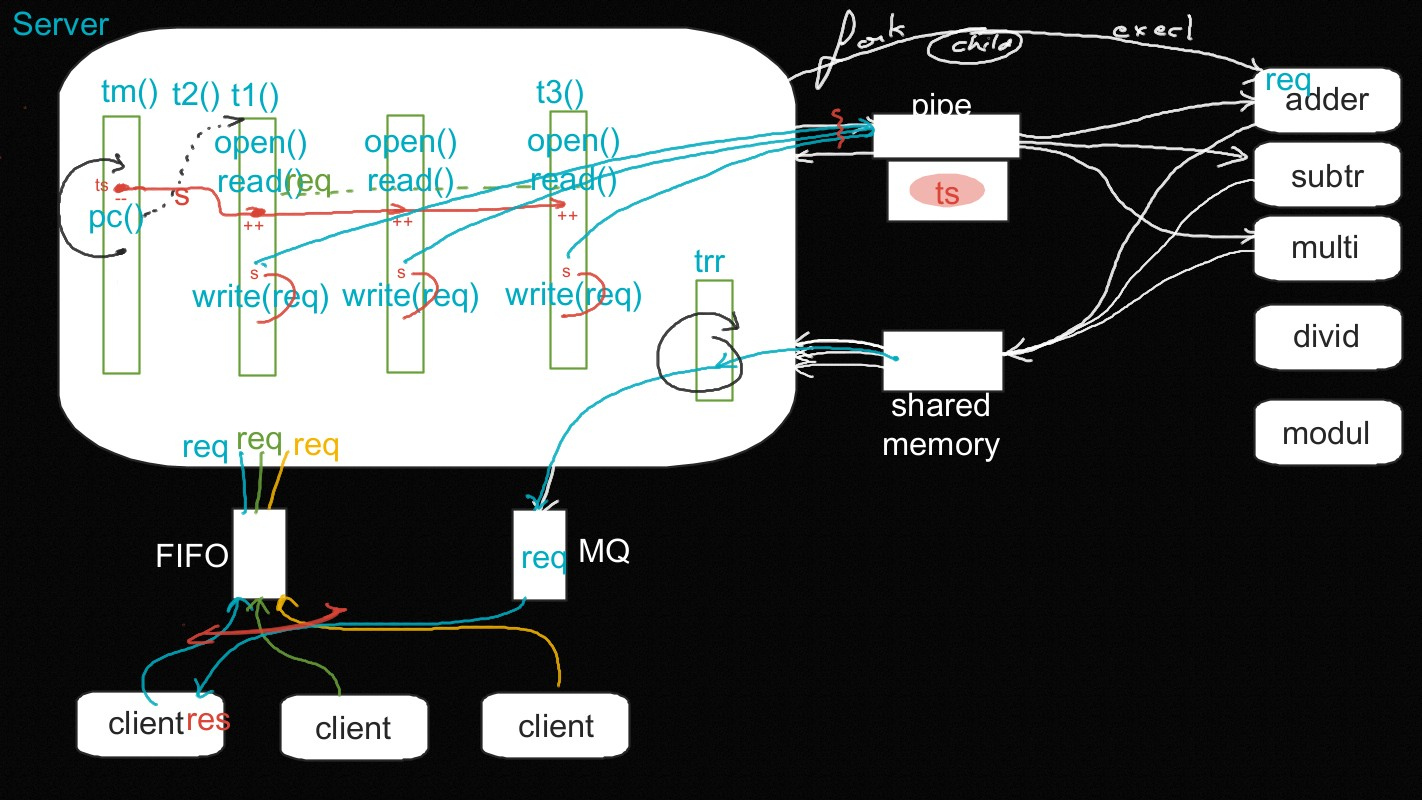 Server
fork child execl
tm() t2() t1() t3()
pipe
req
adder
open() open() open()
ts s read() req read() read()
--
pc()
++ ++ ++
s
ts
subtr
multi
trr
s s s
write(req) write(req) write(req)
divid
shared
memory
modul
req req req
FIFO
req MQ
client res client client